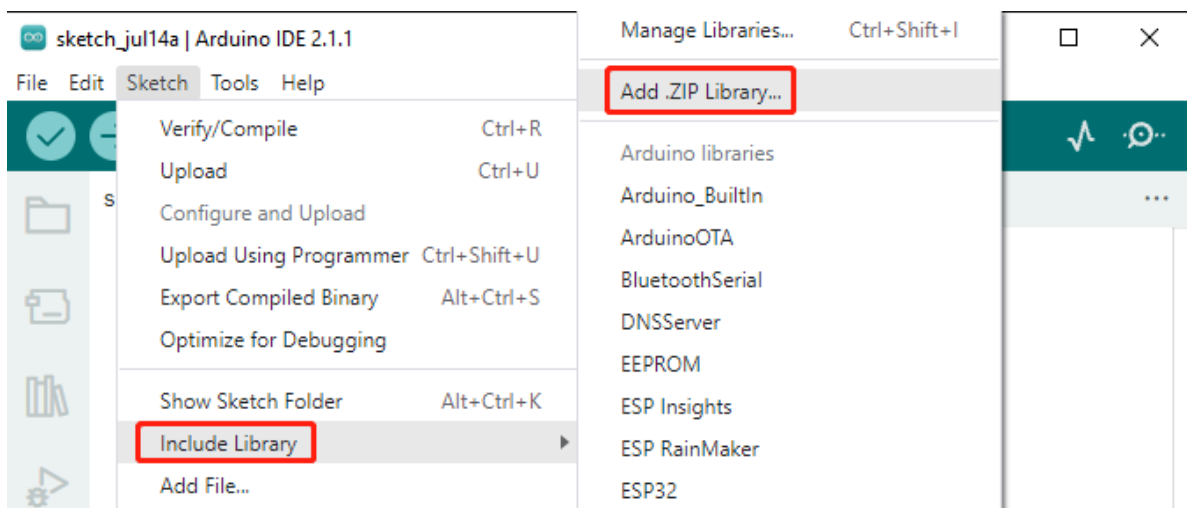 sketch_jul14a | Arduino IDE 2.1.1
File Edit Sketch Tools Help
Verify/Compile Ctrl+R
Upload Ctrl+U
Configure and Upload
Upload Using Programmer Ctrl+Shift+U
Export Compiled Binary Alt+Ctrl+S
Optimize for Debugging
Show Sketch Folder Alt+Ctrl+K
Include Library
Add File...
Manage Libraries... Ctrl+Shift+I
Add .ZIP Library...
Arduino libraries
Arduino_BuiltIn
ArduinoOTA
BluetoothSerial
DNSServer
EEPROM
ESP Insights
ESP RainMaker
ESP32